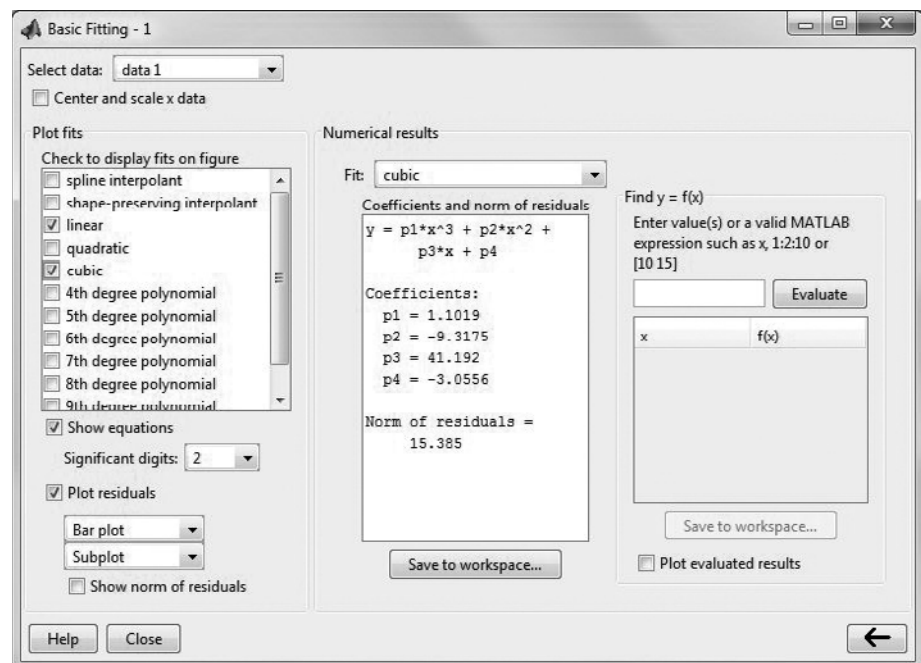 Basic Fitting - 1
Select data: data 1
Center and scale x data
Plot fits
Check to display fits on figure
spline interpolant
shape-preserving interpolant
linear
quadratic
cubic
4th degree polynomial
5th degree polynomial
6th degree polynomial
7th degree polynomial
8th degree polynomial
9th degree polynomial
Show equations
Significant digits: 2
Plot residuals
Bar plot
Subplot
Show norm of residuals
Numerical results
Fit: cubic
Coefficients and norm of residuals
y = p1*x^3 + p2*x^2 +
p3*x + p4
Coefficients:
p1 = 1.1019
p2 = -9.3175
p3 = 41.192
p4 = -3.0556
Norm of residuals =
15.385
Save to workspace...
Find y = f(x)
Enter value(s) or a valid MATLAB
expression such as x, 1:2:10 or
[10 15]
Evaluate
x f(x)
Save to workspace...
Plot evaluated results
Help Close